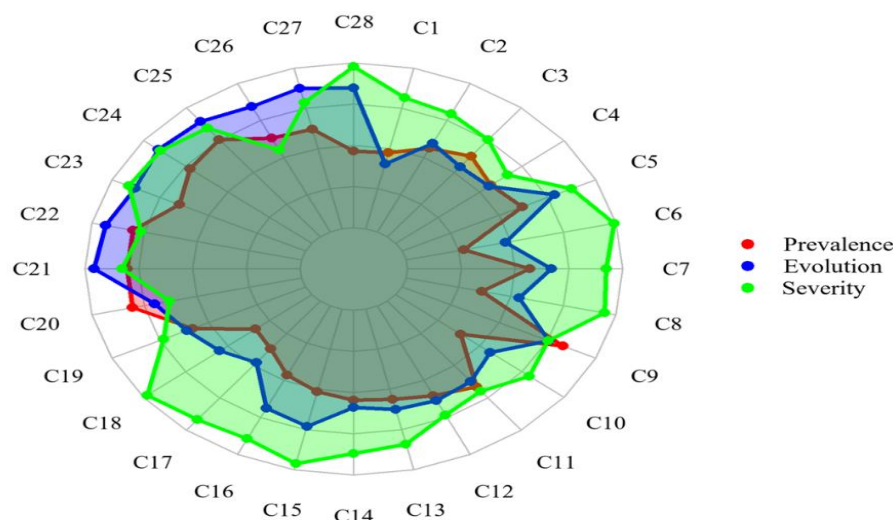 C28
C1
C2
C3
C4
C5
C6
C7
C8
C9
C10
C11
C12
C13
C14
C15
C16
C17
C18
C19
C20
C21
C22
C23
C24
C25
C26
C27
Prevalence
Evolution
Severity